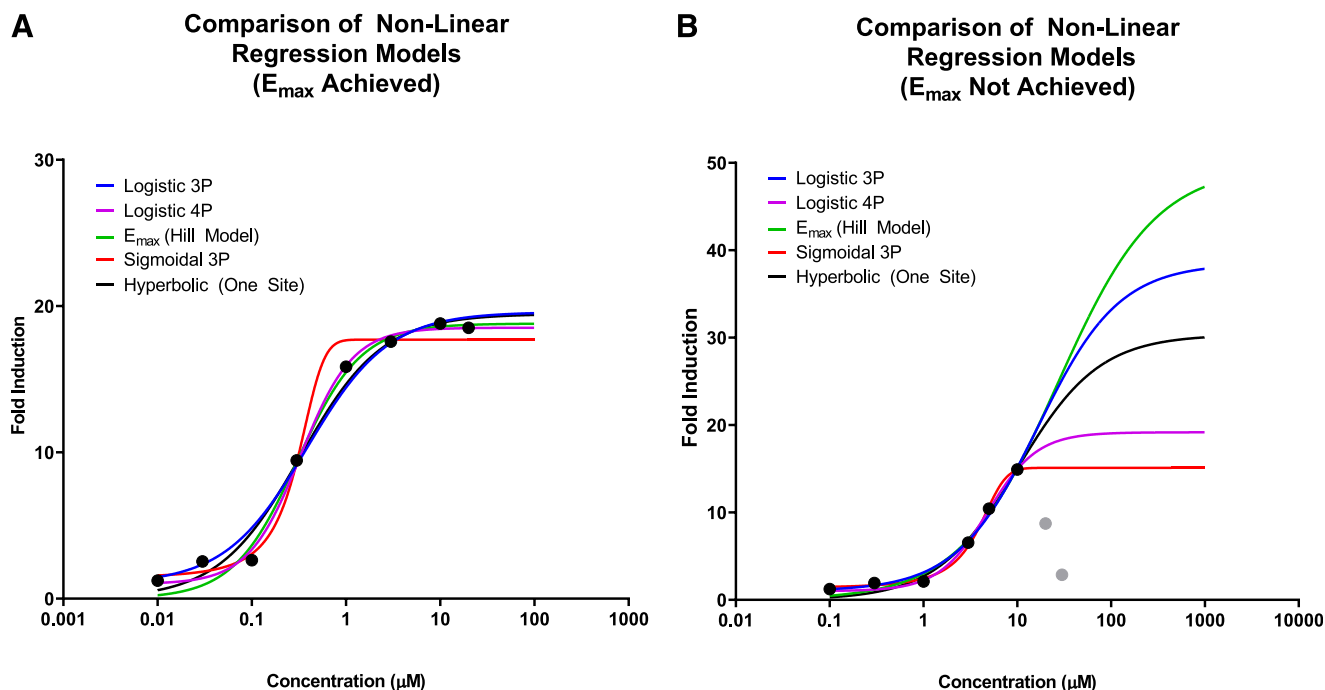 A
Comparison of Non-Linear
Regression Models
(Emax Achieved)
30
20
10
0
Fold Induction
Logistic 3P
Logistic 4P
Emax (Hill Model)
Sigmoidal 3P
Hyperbolic (One Site)
0.001
0.01
0.1
1
10
100
1000
Concentration (μM)
B
Comparison of Non-Linear
Regression Models
(Emax Not Achieved)
50
40
30
20
10
0
Fold Induction
Logistic 3P
Logistic 4P
Emax (Hill Model)
Sigmoidal 3P
Hyperbolic (One Site)
0.01
0.1
1
10
100
1000
10000
Concentration (μM)